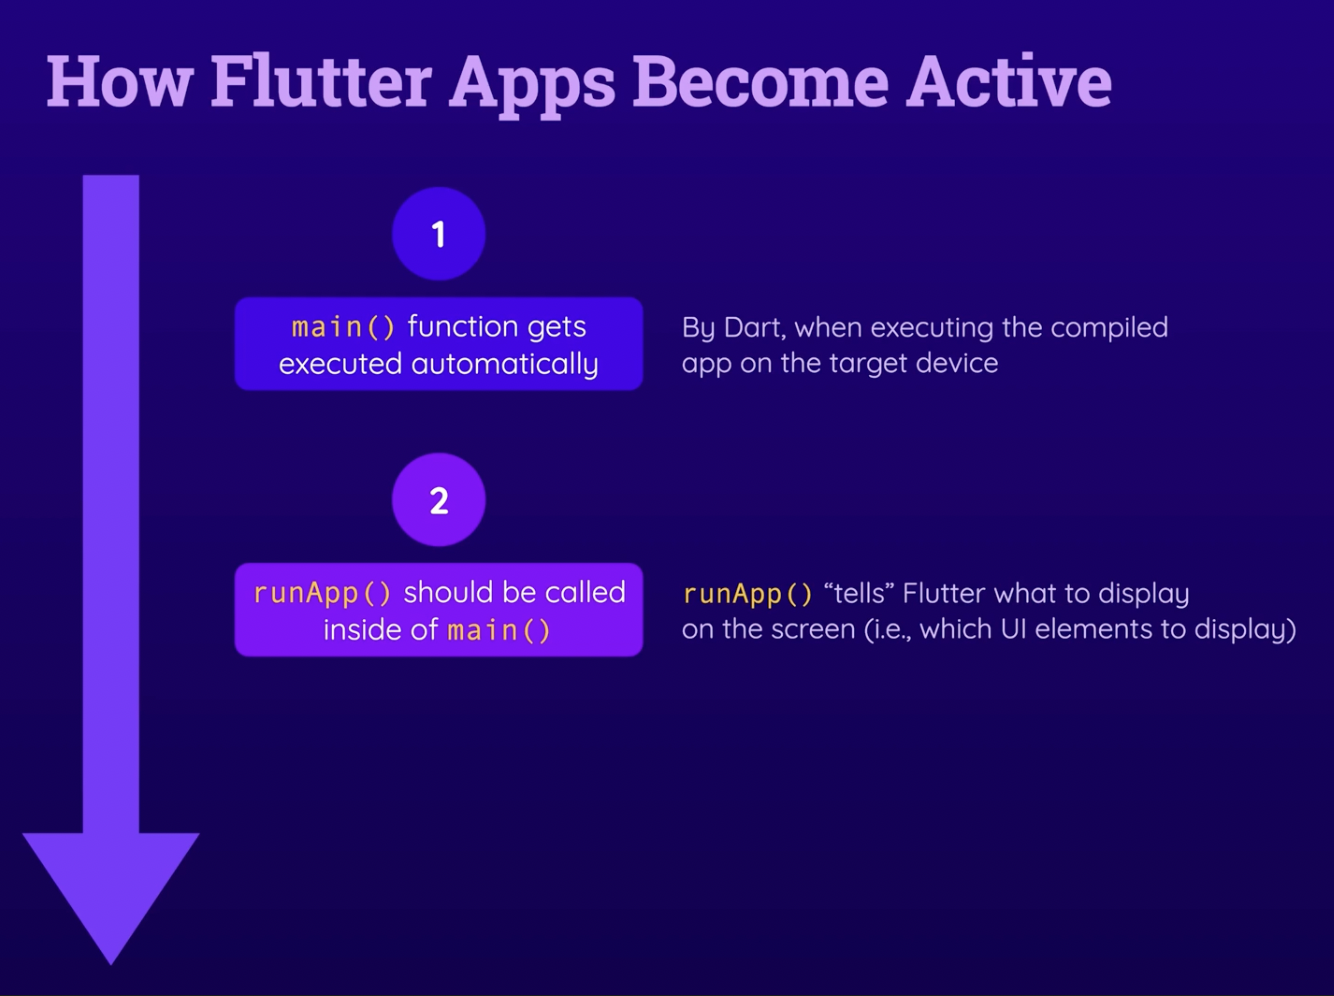 How Flutter Apps Become Active
1
main() function gets
executed automatically
By Dart, when executing the compiled
app on the target device
2
runApp() should be called
inside of main()
runApp() “tells” Flutter what to display
on the screen (i.e., which UI elements to display)